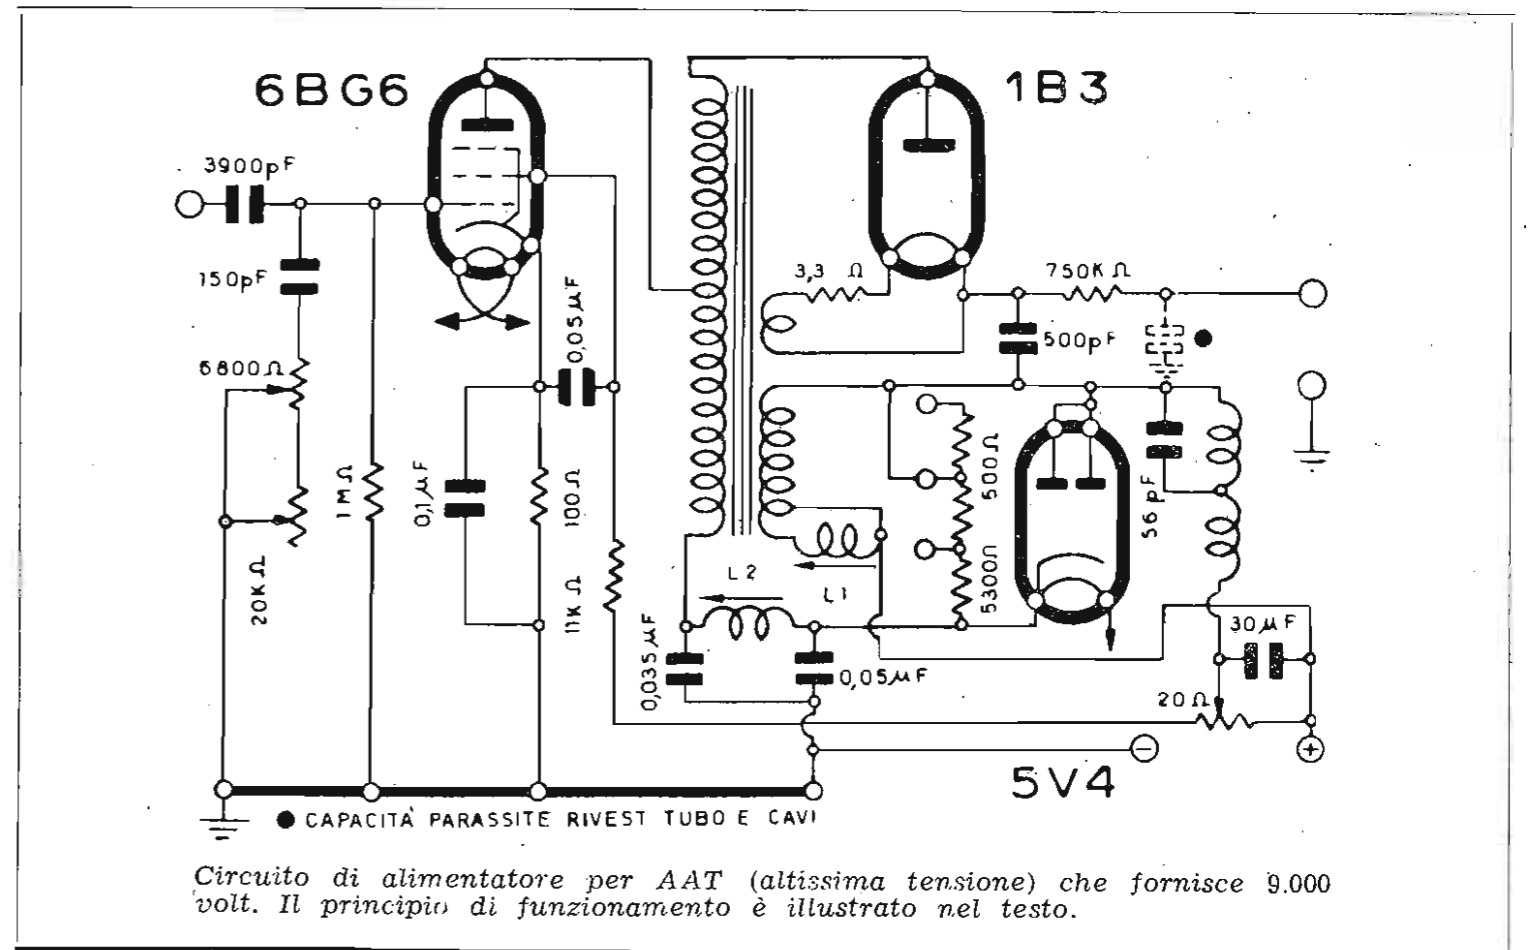 6BG6
1B3
3900pF
150pF
6800Ω
20KΩ
1MΩ
0,1μF
100Ω
0,05μF
11KΩ
3,3 Ω
750KΩ
500pF
500Ω
5300Ω
56pF
L2
L1
0,035μF
0,05μF
30μF
20Ω
−
+
5V4
● CAPACITÀ PARASSITE RIVEST TUBO E CAVI
Circuito di alimentatore per AAT (altissima tensione) che fornisce 9.000
volt. Il principio di funzionamento è illustrato nel testo.